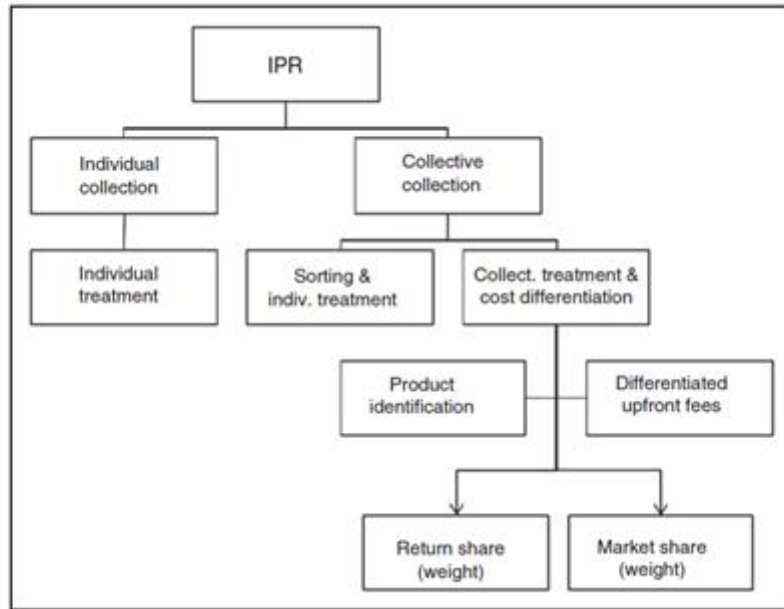 IPR
Individual
collection
Collective
collection
Individual
treatment
Sorting &
indiv. treatment
Collect. treatment &
cost differentiation
Product
identification
Differentiated
upfront fees
Return share
(weight)
Market share
(weight)